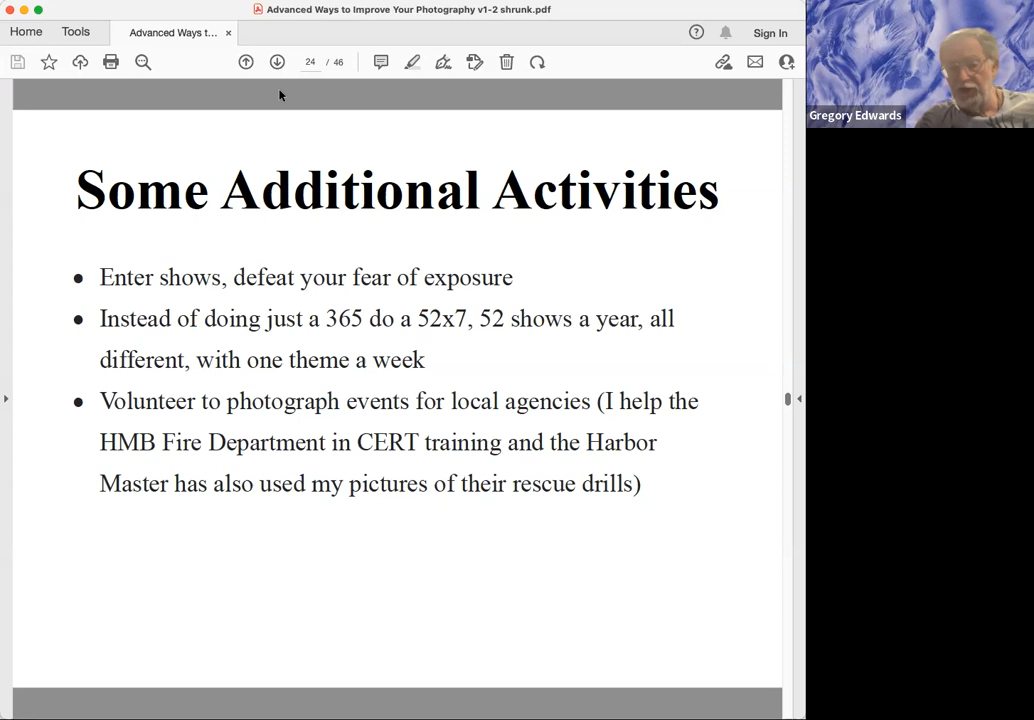 Advanced Ways to Improve Your Photography v1-2 shrunk.pdf
Home Tools Advanced Ways t... × Sign In
24 / 46
Gregory Edwards
Some Additional Activities
• Enter shows, defeat your fear of exposure
• Instead of doing just a 365 do a 52x7, 52 shows a year, all
different, with one theme a week
• Volunteer to photograph events for local agencies (I help the
HMB Fire Department in CERT training and the Harbor
Master has also used my pictures of their rescue drills)